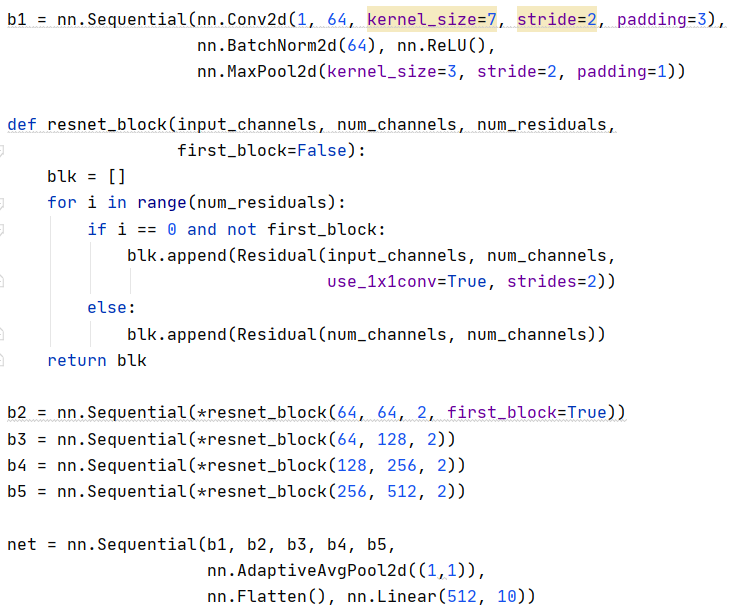 b1 = nn.Sequential(nn.Conv2d(1, 64, kernel_size=7, stride=2, padding=3),
                   nn.BatchNorm2d(64), nn.ReLU(),
                   nn.MaxPool2d(kernel_size=3, stride=2, padding=1))

def resnet_block(input_channels, num_channels, num_residuals,
                 first_block=False):
    blk = []
    for i in range(num_residuals):
        if i == 0 and not first_block:
            blk.append(Residual(input_channels, num_channels,
                                use_1x1conv=True, strides=2))
        else:
            blk.append(Residual(num_channels, num_channels))
    return blk

b2 = nn.Sequential(*resnet_block(64, 64, 2, first_block=True))
b3 = nn.Sequential(*resnet_block(64, 128, 2))
b4 = nn.Sequential(*resnet_block(128, 256, 2))
b5 = nn.Sequential(*resnet_block(256, 512, 2))

net = nn.Sequential(b1, b2, b3, b4, b5,
                    nn.AdaptiveAvgPool2d((1,1)),
                    nn.Flatten(), nn.Linear(512, 10))